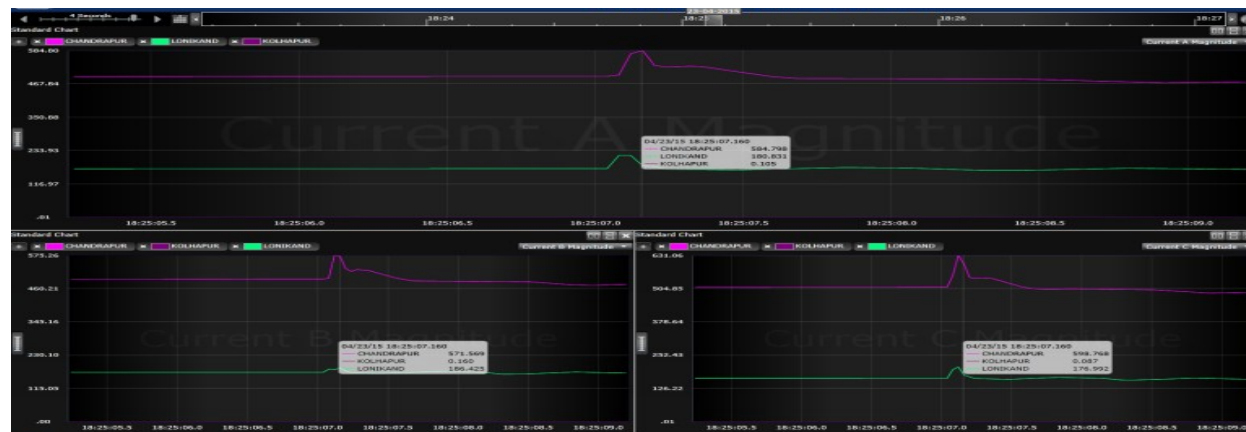 4 Seconds
23-04-2015
18:24
18:2
18:26
18:27
Standard Chart
CHANDRAPUR LONIKAND KOLHAPUR
Current A Magnitude
584.80
467.84
350.88
233.93
116.97
.01
Current A Magnitude
04/23/15 18:25:07.160
CHANDRAPUR 584.798
LONIKAND 180.831
KOLHAPUR 0.105
18:25:05.5 18:25:06.0 18:25:06.5 18:25:07.0 18:25:07.5 18:25:08.0 18:25:08.5 18:25:09.0
Standard Chart
CHANDRAPUR KOLHAPUR LONIKAND
Current B Magnitude
575.26
460.21
345.16
230.10
115.05
.00
Current B Magnitude
04/23/15 18:25:07.160
CHANDRAPUR 571.569
KOLHAPUR 0.160
LONIKAND 186.425
18:25:05.5 18:25:06.0 18:25:06.5 18:25:07.0 18:25:07.5 18:25:08.0 18:25:08.5 18:25:09.0
Standard Chart
CHANDRAPUR KOLHAPUR LONIKAND
Current C Magnitude
631.06
504.85
378.64
252.43
126.22
.01
Current C Magnitude
04/23/15 18:25:07.160
CHANDRAPUR 598.768
KOLHAPUR 0.087
LONIKAND 176.992
18:25:05.5 18:25:06.0 18:25:06.5 18:25:07.0 18:25:07.5 18:25:08.0 18:25:08.5 18:25:09.0